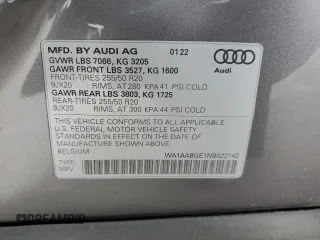 MFD. BY AUDI AG 01 22
GVWR LBS 7066, KG 3205
GAWR FRONT LBS 3527, KG 1600
FRONT-TIRES 255/50 R20
9JX20 RIMS, AT 280 KPA 41 PSI COLD
GAWR REAR LBS 3803, KG 1725
REAR-TIRES 255/50 R20
9JX20 RIMS, AT 300 KPA 44 PSI COLD
Audi
THIS VEHICLE CONFORMS TO ALL APPLICABLE
U.S. FEDERAL MOTOR VEHICLE SAFETY
STANDARDS IN EFFECT ON THE DATE OF
MANUFACTURE SHOWN ABOVE.
BELGIUM WA1AABGE1NB022142
TYPE:
MPV